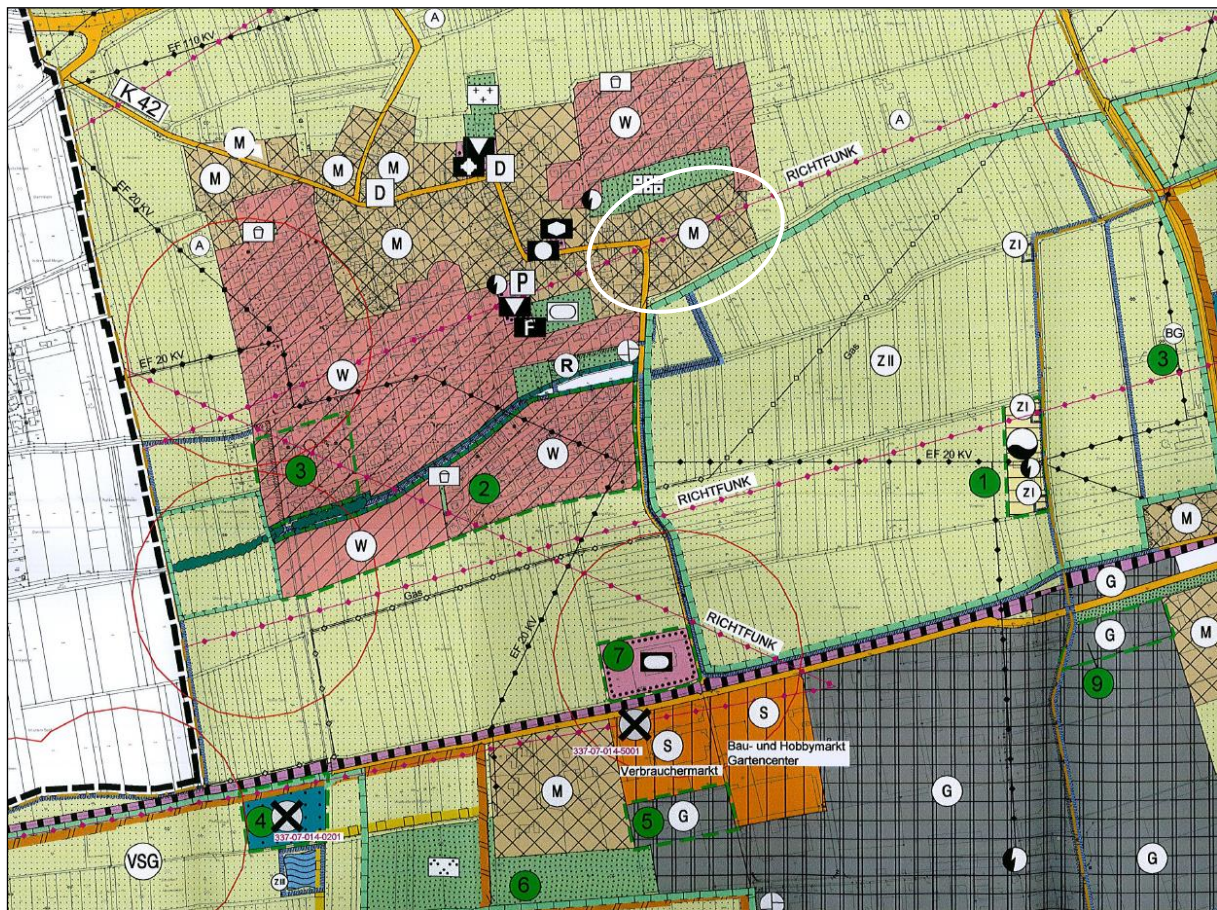 A
EF 110 KV
K 42
W
M
M
M
M
D
D
A
RICHTFUNK
M
EF 20 KV
A
M
P
F
ZI
Gas
ZII
BG
3
EF 20 KV
R
W
ZI
W
3
2
EF 20 KV
1
ZI
RICHTFUNK
M
W
Gas
G
EF 20 KV
RICHTFUNK
7
G
M
9
S
337-07-014-5001
S
Bau- und Hobbymarkt
Gartencenter
Verbrauchermarkt
M
G
4
5
G
337-07-014-0201
VSG
ZIII
6
G